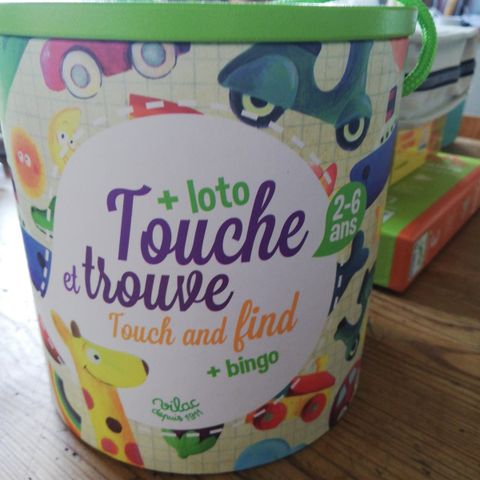 + loto
Touche
et trouve
Touch and find
+ bingo
2-6
ans
Vilac
depuis 1911